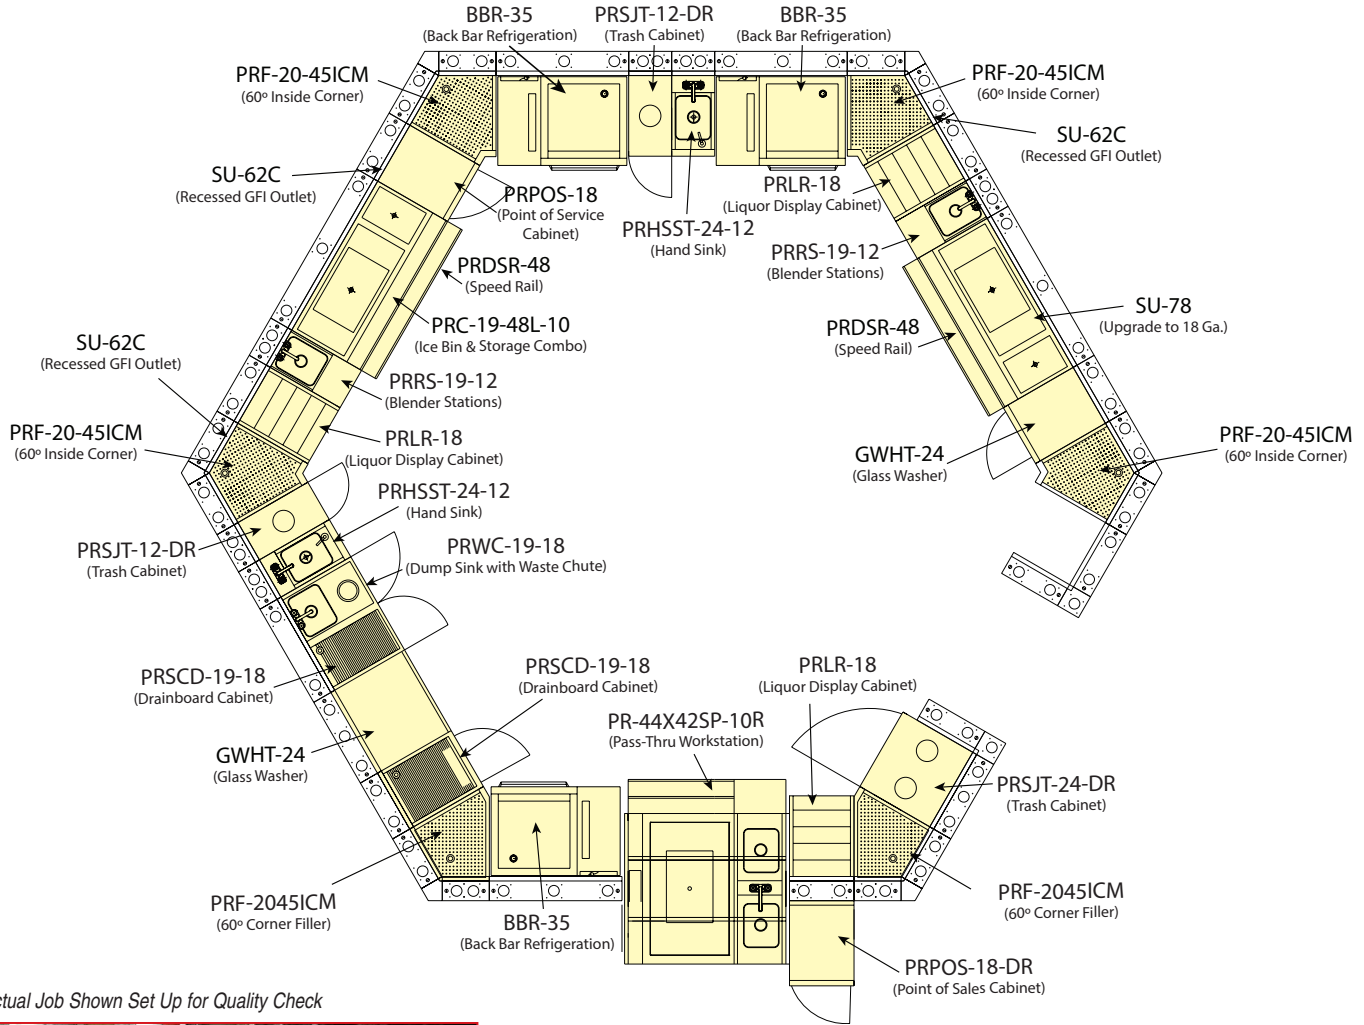 BBR-35
(Back Bar Refrigeration)
PRSJT-12-DR
(Trash Cabinet)
BBR-35
(Back Bar Refrigeration)
PRF-20-45ICM
(60º Inside Corner)
PRF-20-45ICM
(60º Inside Corner)
SU-62C
(Recessed GFI Outlet)
SU-62C
(Recessed GFI Outlet)
PRPOS-18
(Point of Service
Cabinet)
PRHSST-24-12
(Hand Sink)
PRLR-18
(Liquor Display Cabinet)
PRRS-19-12
(Blender Stations)
PRDSR-48
(Speed Rail)
PRC-19-48L-10
(Ice Bin & Storage Combo)
PRDSR-48
(Speed Rail)
SU-78
(Upgrade to 18 Ga.)
SU-62C
(Recessed GFI Outlet)
PRRS-19-12
(Blender Stations)
PRF-20-45ICM
(60º Inside Corner)
PRLR-18
(Liquor Display Cabinet)
GWHT-24
(Glass Washer)
PRF-20-45ICM
(60º Inside Corner)
PRHSST-24-12
(Hand Sink)
PRSJT-12-DR
(Trash Cabinet)
PRWC-19-18
(Dump Sink with Waste Chute)
PRSCD-19-18
(Drainboard Cabinet)
PRSCD-19-18
(Drainboard Cabinet)
PRLR-18
(Liquor Display Cabinet)
PR-44X42SP-10R
(Pass-Thru Workstation)
GWHT-24
(Glass Washer)
PRSJT-24-DR
(Trash Cabinet)
PRF-2045ICM
(60º Corner Filler)
BBR-35
(Back Bar Refrigeration)
PRF-2045ICM
(60º Corner Filler)
PRPOS-18-DR
(Point of Sales Cabinet)
ctual Job Shown Set Up for Quality Check